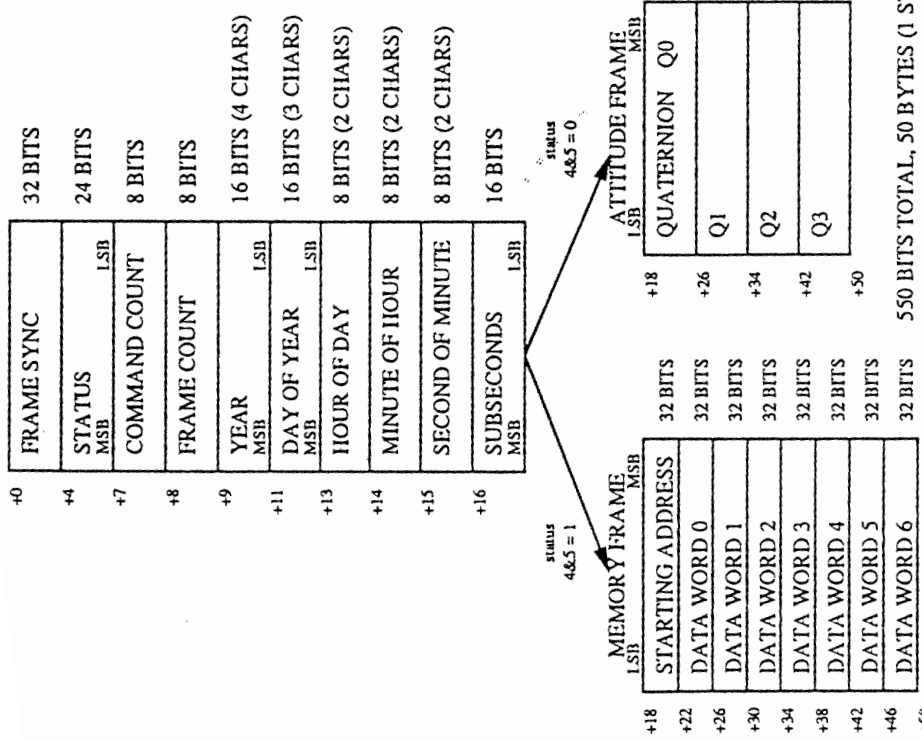 +0 FRAME SYNC 32 BITS
+4 STATUS 24 BITS
MSB LSB
+7 COMMAND COUNT 8 BITS
+8 FRAME COUNT 8 BITS
+9 YEAR 16 BITS (4 CHARS)
MSB LSB
+11 DAY OF YEAR 16 BITS (3 CHARS)
MSB LSB
+13 HOUR OF DAY 8 BITS (2 CHARS)
+14 MINUTE OF HOUR 8 BITS (2 CHARS)
+15 SECOND OF MINUTE 8 BITS (2 CHARS)
+16 SUBSECONDS 16 BITS
MSB LSB
status
4&5 = 1
MEMORY FRAME
LSB MSB
+18 STARTING ADDRESS 32 BITS
+22 DATA WORD 0 32 BITS
+26 DATA WORD 1 32 BITS
+30 DATA WORD 2 32 BITS
+34 DATA WORD 3 32 BITS
+38 DATA WORD 4 32 BITS
+42 DATA WORD 5 32 BITS
+46 DATA WORD 6 32 BITS
status
4&5 = 0
ATTITUDE FRAME
LSB MSB
+18 QUATERNION Q0
+26 Q1
+34 Q2
+42 Q3
+50
550 BITS TOTAL, 50 BYTES (1